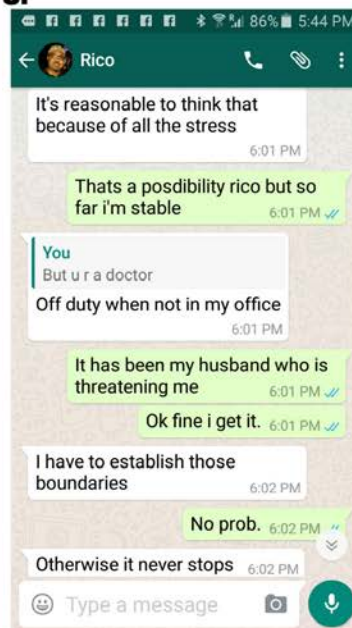 86% 5:44 PM
Rico
It's reasonable to think that
because of all the stress
6:01 PM
Thats a posdibility rico but so
far i'm stable
6:01 PM
You
But u r a doctor
Off duty when not in my office
6:01 PM
It has been my husband who is
threatening me
6:01 PM
Ok fine i get it. 6:01 PM
I have to establish those
boundaries
6:02 PM
No prob. 6:02 PM
Otherwise it never stops 6:02 PM
Type a message